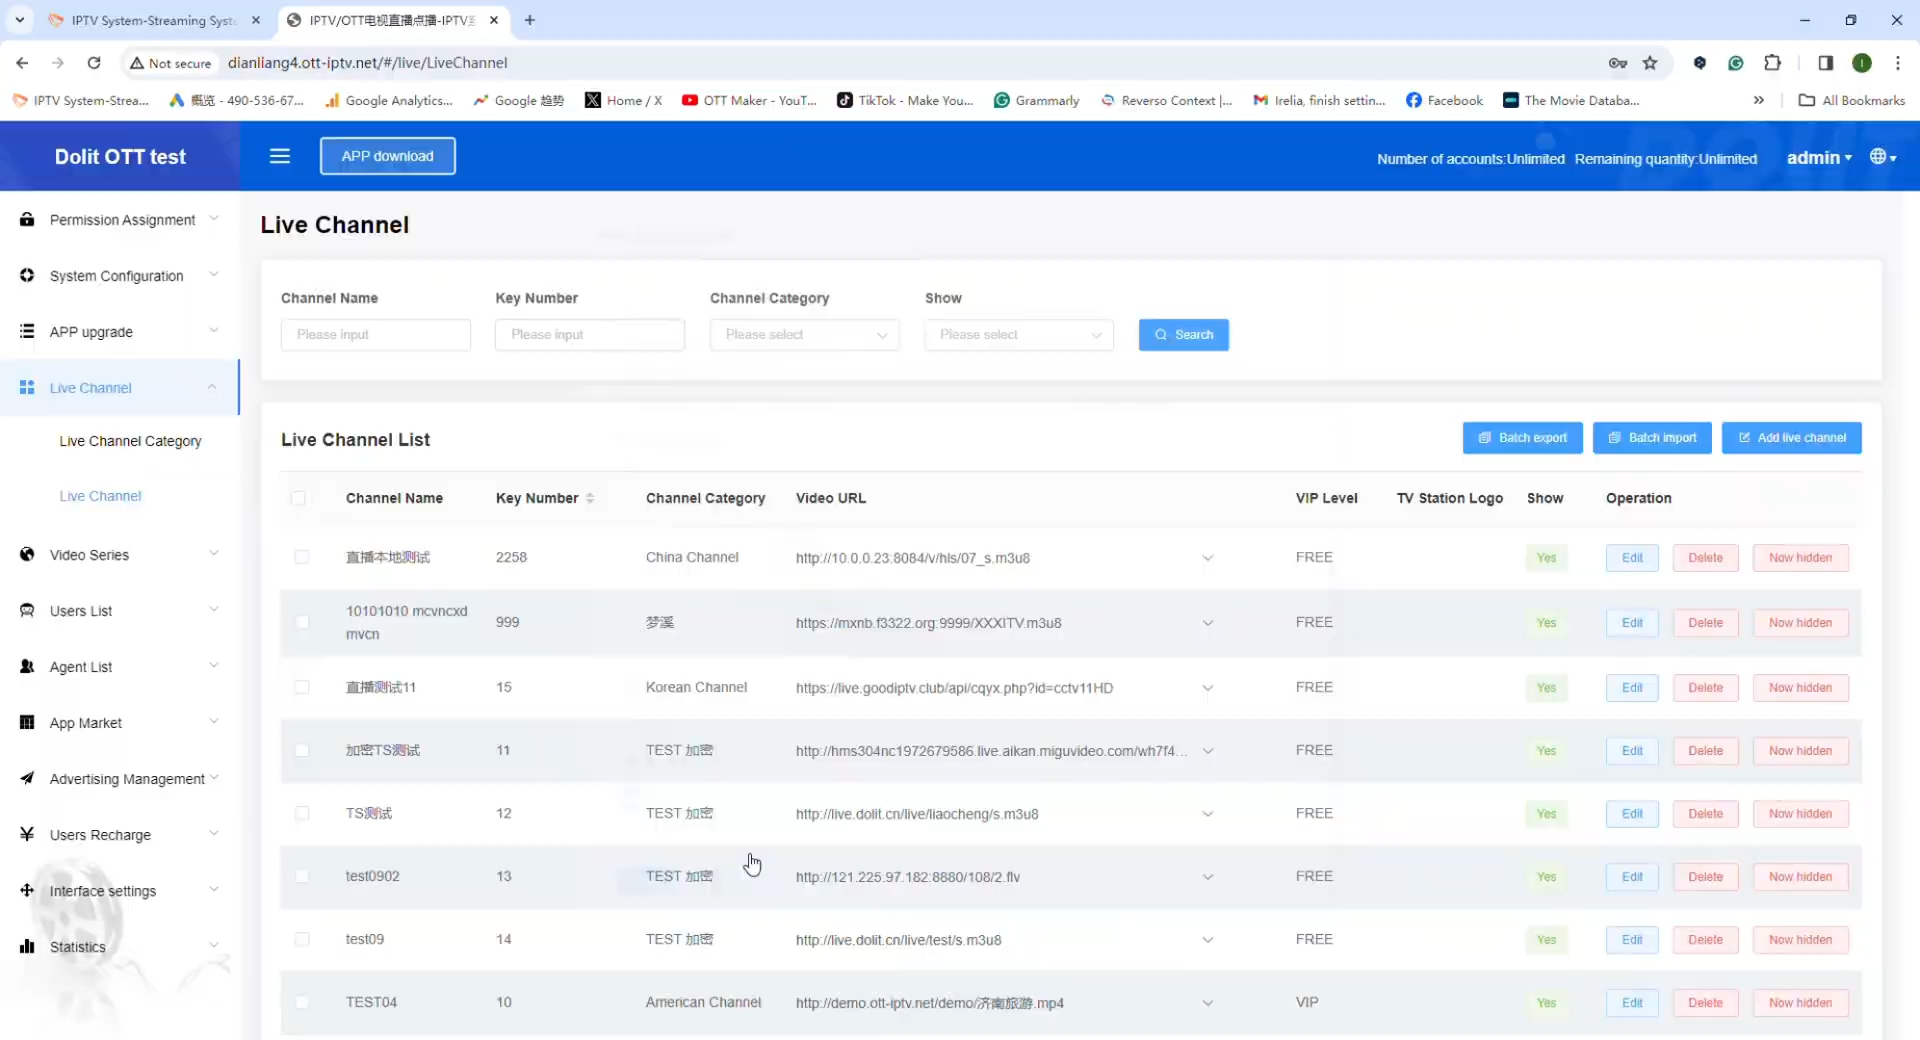 IPTV System-Streaming Syste
IPTV/OTT电视直播点播-IPTV
Not secure
dianliang4.ott-iptv.net/#/live/LiveChannel
IPTV System-Strea...
概览 - 490-536-67...
Google Analytics...
Google 趋势
Home / X
OTT Maker - YouT...
TikTok - Make You...
Grammarly
Reverso Context |...
Irelia, finish settin...
Facebook
The Movie Databa...
All Bookmarks
Dolit OTT test
APP download
Number of accounts:Unlimited Remaining quantity:Unlimited
admin
Permission Assignment
System Configuration
APP upgrade
Live Channel
Live Channel Category
Live Channel
Video Series
Users List
Agent List
App Market
Advertising Management
Users Recharge
Interface settings
Statistics
Live Channel
Channel Name Key Number Channel Category Show
Please input Please input Please select Please select Search
Live Channel List
Batch export Batch import Add live channel
Channel Name Key Number Channel Category Video URL VIP Level TV Station Logo Show Operation
直播本地测试 2258 China Channel http://10.0.0.23:8084/v/hls/07_s.m3u8 FREE Yes Edit Delete Now hidden
10101010 mcvncxd
mvcn
999 梦溪 https://mxnb.f3322.org:9999/XXXITV.m3u8 FREE Yes Edit Delete Now hidden
直播测试11 15 Korean Channel https://live.goodiptv.club/api/cqyx.php?id=cctv11HD FREE Yes Edit Delete Now hidden
加密TS测试 11 TEST 加密 http://hms304nc1972679586.live.aikan.miguvideo.com/wh7f4... FREE Yes Edit Delete Now hidden
TS测试 12 TEST 加密 http://live.dolit.cn/live/liaocheng/s.m3u8 FREE Yes Edit Delete Now hidden
test0902 13 TEST 加密 http://121.225.97.182:8880/108/2.flv FREE Yes Edit Delete Now hidden
test09 14 TEST 加密 http://live.dolit.cn/live/test/s.m3u8 FREE Yes Edit Delete Now hidden
TEST04 10 American Channel http://demo.ott-iptv.net/demo/济南旅游.mp4 VIP Yes Edit Delete Now hidden